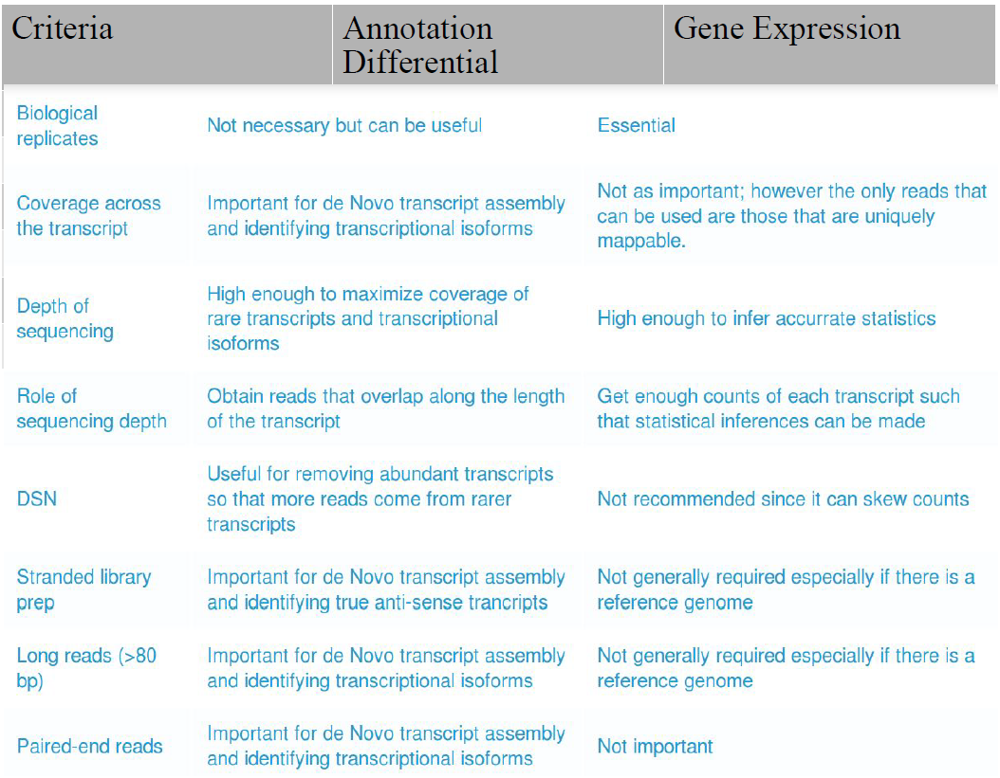 Criteria
Annotation
Differential
Gene Expression
Biological
replicates
Not necessary but can be useful
Essential
Coverage across
the transcript
Important for de Novo transcript assembly
and identifying transcriptional isoforms
Not as important; however the only reads that
can be used are those that are uniquely
mappable.
Depth of
sequencing
High enough to maximize coverage of
rare transcripts and transcriptional
isoforms
High enough to infer accurrate statistics
Role of
sequencing depth
Obtain reads that overlap along the length
of the transcript
Get enough counts of each transcript such
that statistical inferences can be made
DSN
Useful for removing abundant transcripts
so that more reads come from rarer
transcripts
Not recommended since it can skew counts
Stranded library
prep
Important for de Novo transcript assembly
and identifying true anti-sense trancripts
Not generally required especially if there is a
reference genome
Long reads (>80
bp)
Important for de Novo transcript assembly
and identifying transcriptional isoforms
Not generally required especially if there is a
reference genome
Paired-end reads
Important for de Novo transcript assembly
and identifying transcriptional isoforms
Not important